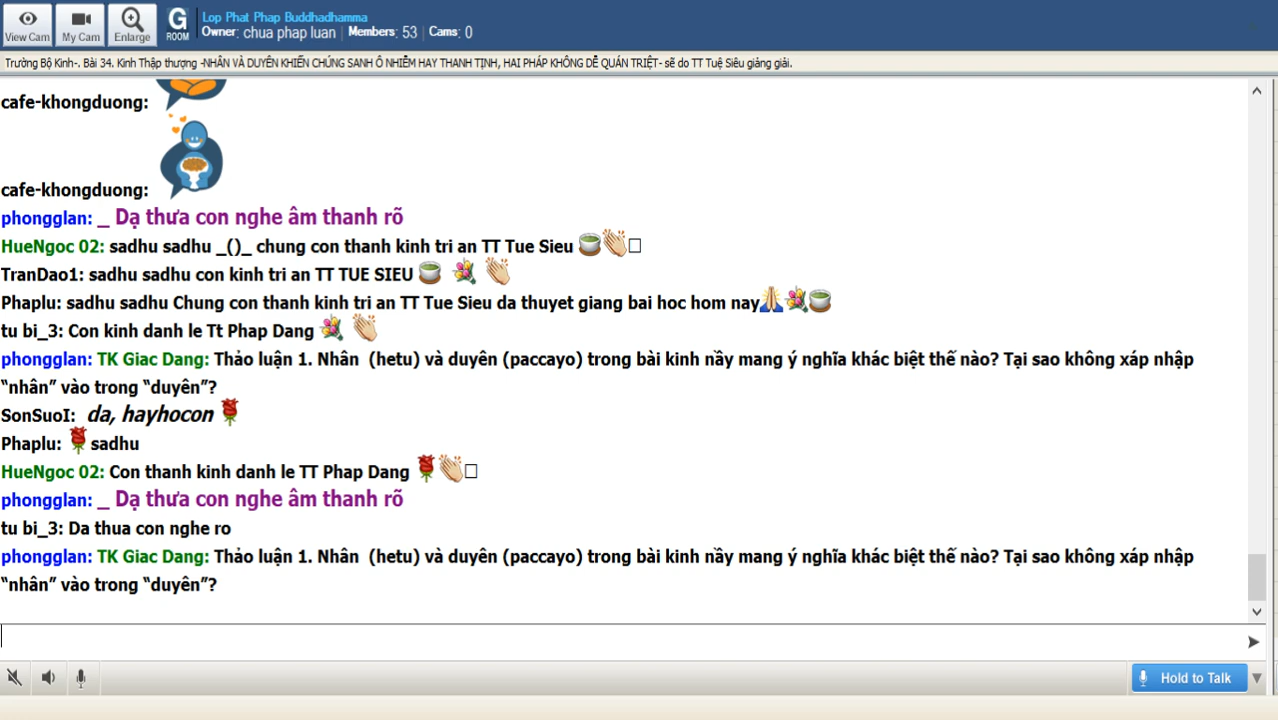 Lop Phat Phap Buddhadhamma
View Cam
My Cam
Enlarge
G
ROOM
Owner: chua phap luan | Members: 53 | Cams: 0
Trường Bộ Kinh-. Bài 34. Kinh Thập thượng -NHÂN VÀ DUYÊN KHIẾN CHÚNG SANH Ô NHIỄM HAY THANH TỊNH, HAI PHÁP KHÔNG DỄ QUÁN TRIỆT- sẽ do TT Tuệ Siêu giảng giải.
cafe-khongduong:
cafe-khongduong:
phongglan: _ Dạ thưa con nghe âm thanh rõ
HueNgoc 02: sadhu sadhu _()_ chung con thanh kinh tri an TT Tue Sieu 🍵👏□
TranDao1: sadhu sadhu con kinh tri an TT TUE SIEU 🍵 💐 👏
Phaplu: sadhu sadhu Chung con thanh kinh tri an TT Tue Sieu da thuyet giang bai hoc hom nay🙏💐🍵
tu bi_3: Con kinh danh le Tt Phap Dang 💐 👏
phongglan: TK Giac Dang: Thảo luận 1. Nhân (hetu) và duyên (paccayo) trong bài kinh nầy mang ý nghĩa khác biệt thế nào? Tại sao không xáp nhập
“nhân” vào trong “duyên”?
SonSuoI: da, hayhocon 🌹
Phaplu: 🌹sadhu
HueNgoc 02: Con thanh kinh danh le TT Phap Dang 🌹👏□
phongglan: _ Dạ thưa con nghe âm thanh rõ
tu bi_3: Da thua con nghe ro
phongglan: TK Giac Dang: Thảo luận 1. Nhân (hetu) và duyên (paccayo) trong bài kinh nầy mang ý nghĩa khác biệt thế nào? Tại sao không xáp nhập
“nhân” vào trong “duyên”?
Hold to Talk